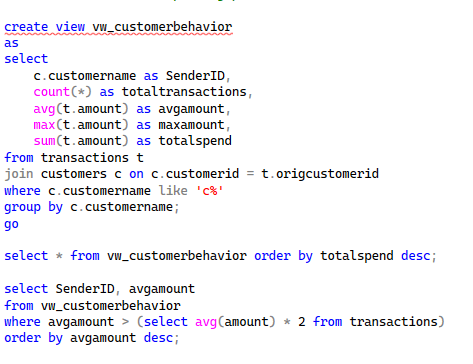 create view vw_customerbehavior
as
select
    c.customername as SenderID,
    count(*) as totaltransactions,
    avg(t.amount) as avgamount,
    max(t.amount) as maxamount,
    sum(t.amount) as totalspend
from transactions t
join customers c on c.customerid = t.origcustomerid
where c.customername like 'c%'
group by c.customername;
go

select * from vw_customerbehavior order by totalspend desc;

select SenderID, avgamount
from vw_customerbehavior
where avgamount > (select avg(amount) * 2 from transactions)
order by avgamount desc;